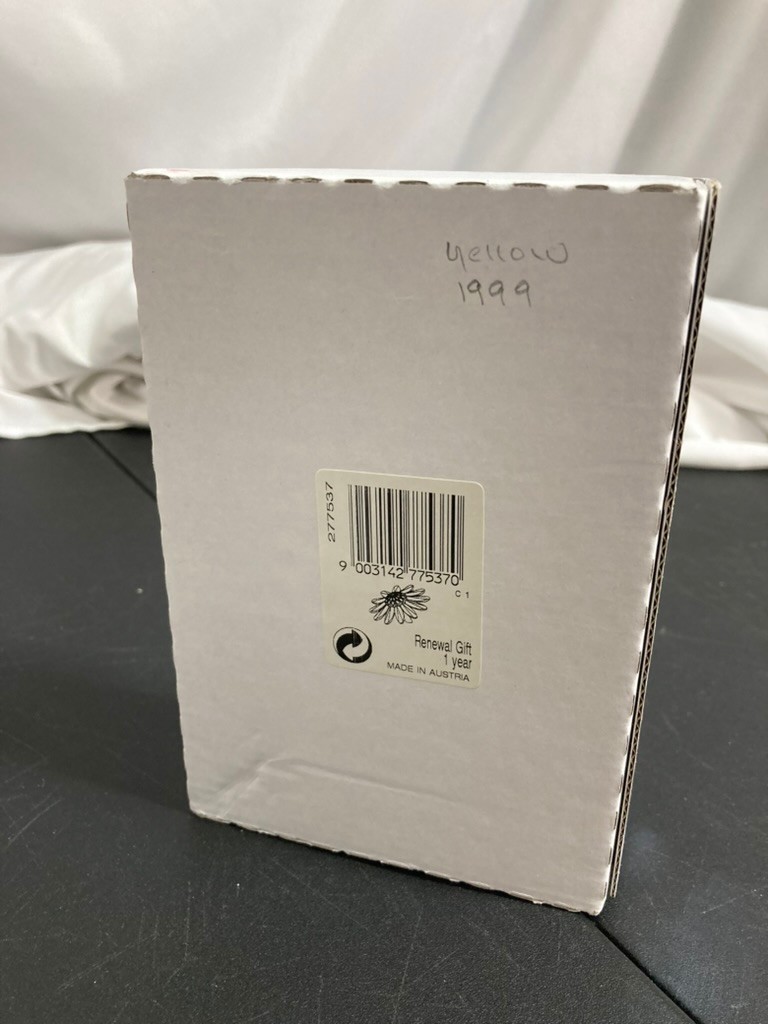 yellow
1999
277537
9 003142 775370
C 1
Renewal Gift
1 year
MADE IN AUSTRIA